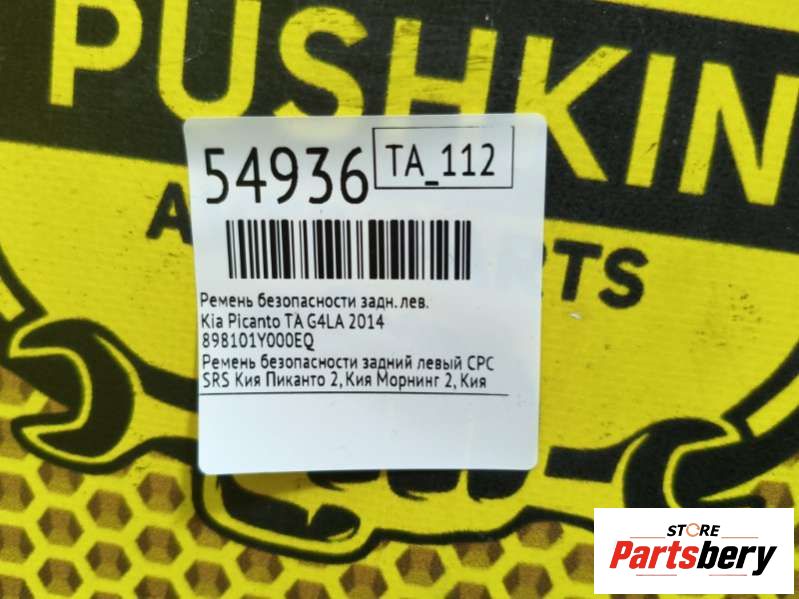 PUSHKIN
54936
TA_112
Ремень безопасности задн. лев.
Kia Picanto TA G4LA 2014
898101Y000EQ
Ремень безопасности задний левый СРС
SRS Кия Пиканто 2, Кия Морнинг 2, Кия
STORE
Partsbery